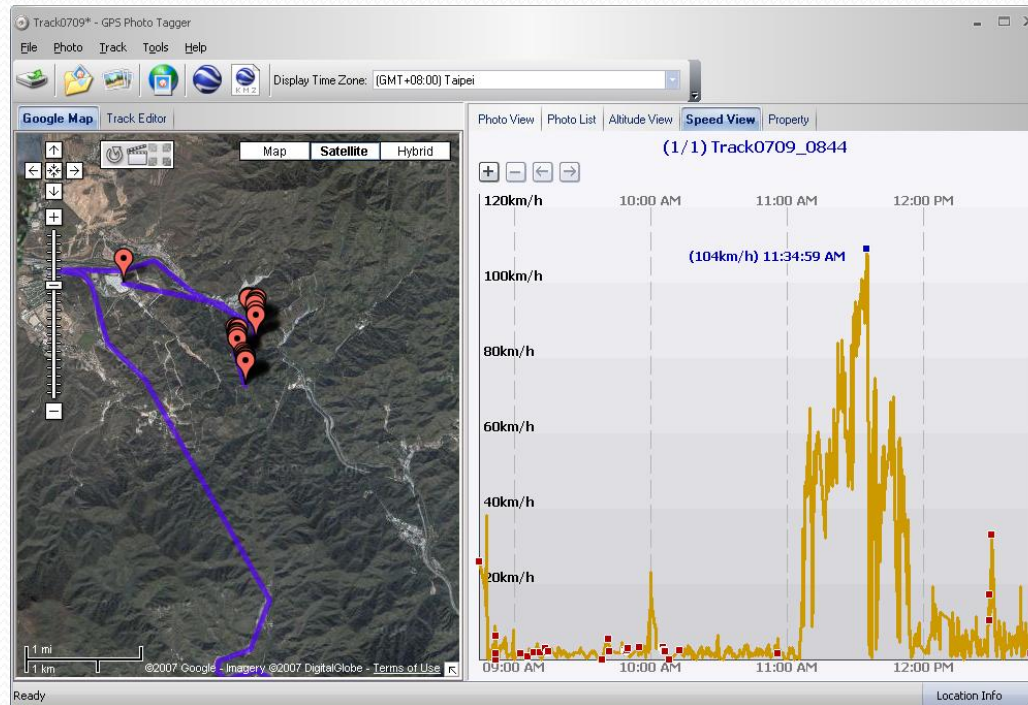 Track0709* - GPS Photo Tagger
File Photo Track Tools Help
KMZ
Display Time Zone: (GMT+08:00) Taipei
Google Map Track Editor
Photo View Photo List Altitude View Speed View Property
Map Satellite Hybrid
(1/1) Track0709_0844
120km/h 10:00 AM 11:00 AM 12:00 PM
(104km/h) 11:34:59 AM
100km/h
80km/h
60km/h
40km/h
20km/h
1 mi
1 km
©2007 Google - Imagery ©2007 DigitalGlobe - Terms of Use
09:00 AM 10:00 AM 11:00 AM 12:00 PM
Ready
Location Info